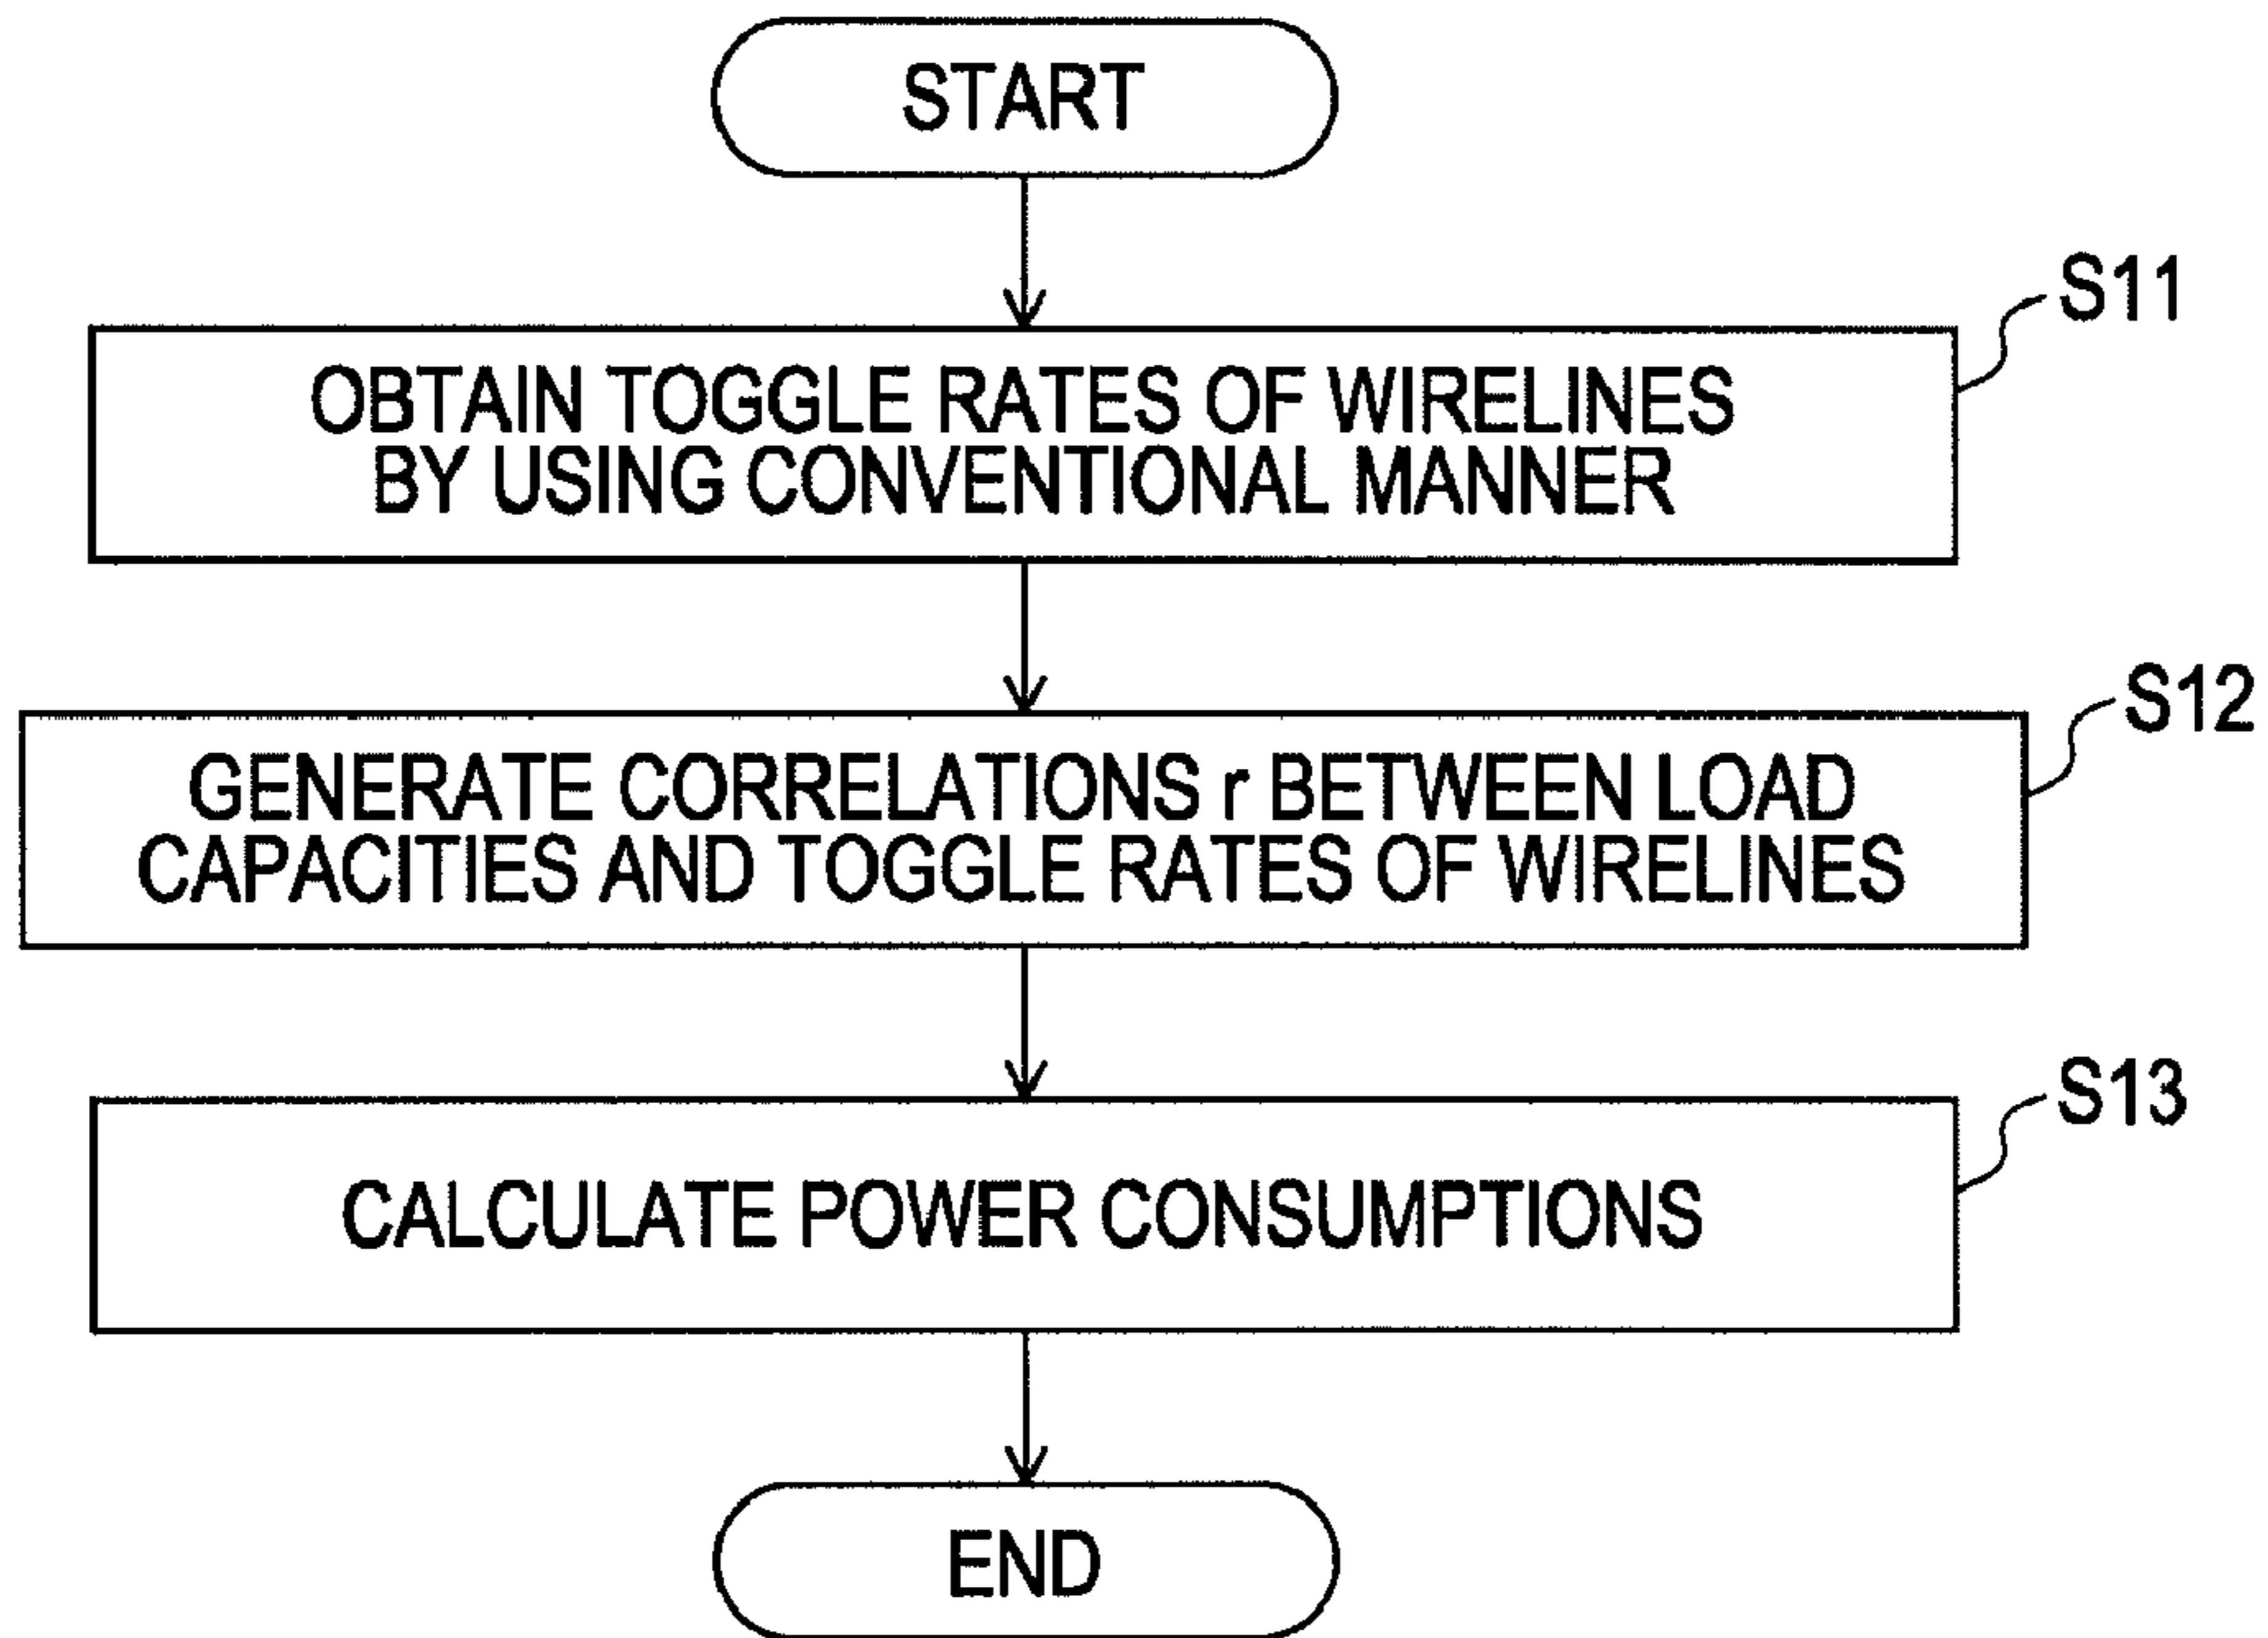 START
S11
OBTAIN TOGGLE RATES OF WIRELINES
BY USING CONVENTIONAL MANNER
S12
GENERATE CORRELATIONS r BETWEEN LOAD
CAPACITIES AND TOGGLE RATES OF WIRELINES
S13
CALCULATE POWER CONSUMPTIONS
END